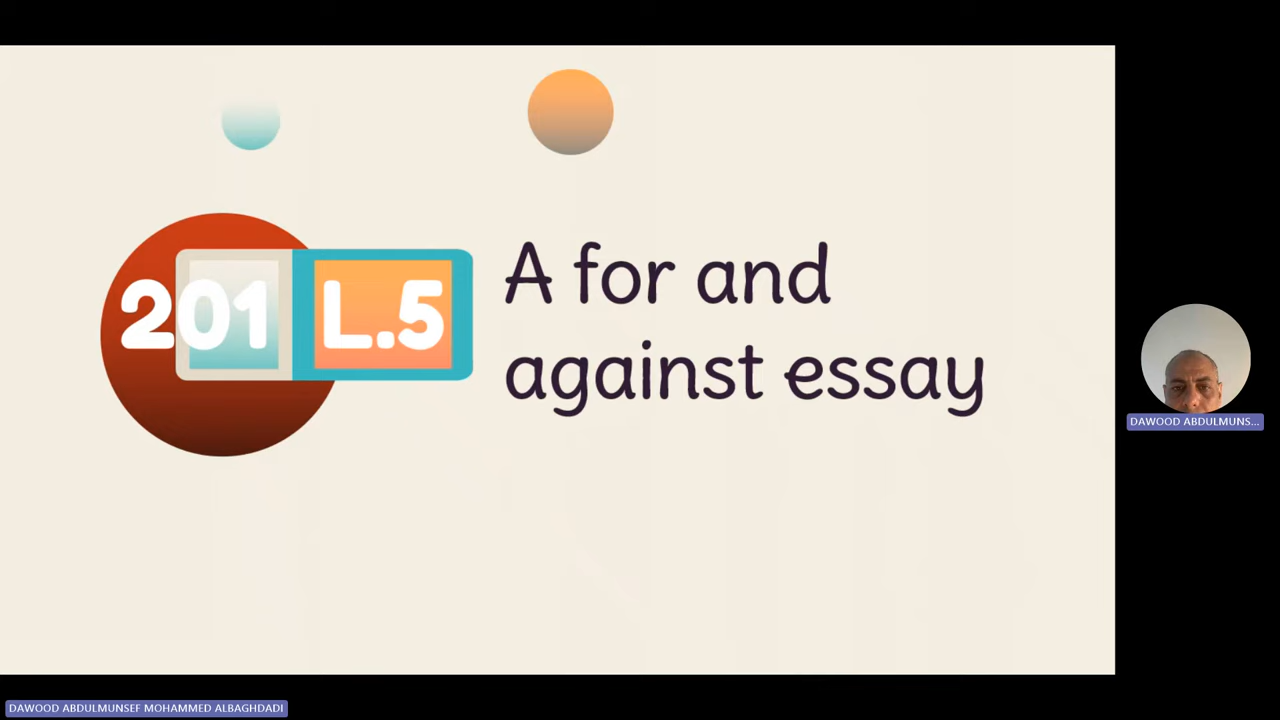 201 L.5
A for and
against essay
DAWOOD ABDULMUNS...
DAWOOD ABDULMUNSEF MOHAMMED ALBAGHDADI